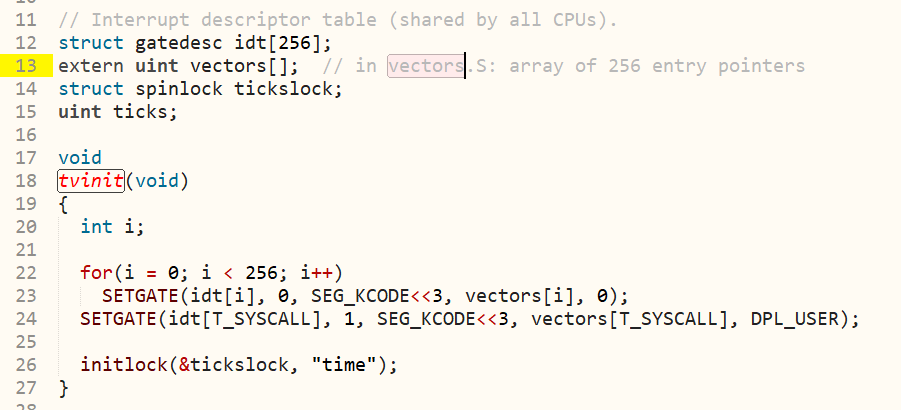 11 // Interrupt descriptor table (shared by all CPUs).
12 struct gatedesc idt[256];
13 extern uint vectors[];  // in vectors.S: array of 256 entry pointers
14 struct spinlock tickslock;
15 uint ticks;
16
17 void
18 tvinit(void)
19 {
20   int i;
21
22   for(i = 0; i < 256; i++)
23     SETGATE(idt[i], 0, SEG_KCODE<<3, vectors[i], 0);
24   SETGATE(idt[T_SYSCALL], 1, SEG_KCODE<<3, vectors[T_SYSCALL], DPL_USER);
25
26   initlock(&tickslock, "time");
27 }